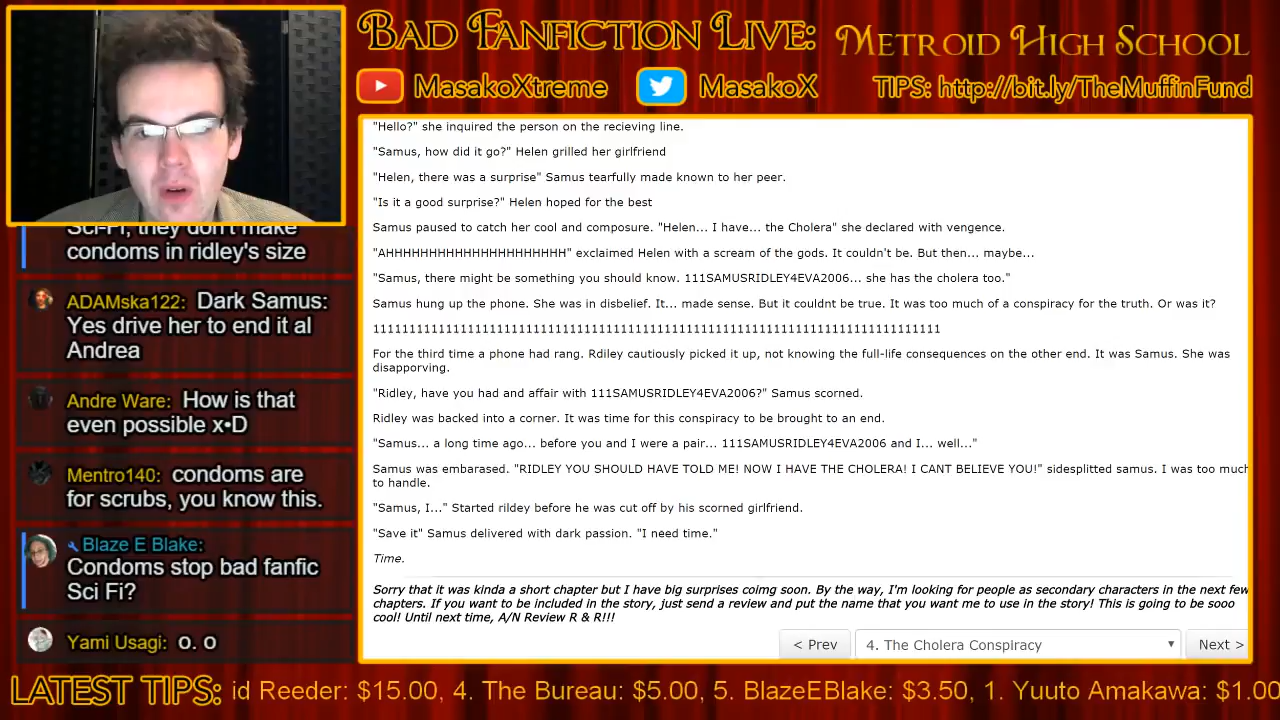 BAD FANFICTION LIVE:
METROID HIGH SCHOOL
MasakoXtreme
MasakoX
TIPS: http://bit.ly/TheMuffinFund
"Hello?" she inquired the person on the recieving line.
"Samus, how did it go?" Helen grilled her girlfriend
"Helen, there was a surprise" Samus tearfully made known to her peer.
"Is it a good surprise?" Helen hoped for the best
Samus paused to catch her cool and composure. "Helen... I have... the Cholera" she declared with vengence.
"AHHHHHHHHHHHHHHHHHHHHH" exclaimed Helen with a scream of the gods. It couldn't be. But then... maybe...
"Samus, there might be something you should know. 111SAMUSRIDLEY4EVA2006... she has the cholera too."
Samus hung up the phone. She was in disbelief. It... made sense. But it couldnt be true. It was too much of a conspiracy for the truth. Or was it?
111111111111111111111111111111111111111111111111111111111111111111111111111111
For the third time a phone had rang. Rdiley cautiously picked it up, not knowing the full-life consequences on the other end. It was Samus. She was
disapporving.
"Ridley, have you had and affair with 111SAMUSRIDLEY4EVA2006?" Samus scorned.
Ridley was backed into a corner. It was time for this conspiracy to be brought to an end.
"Samus... a long time ago... before you and I were a pair... 111SAMUSRIDLEY4EVA2006 and I... well..."
Samus was embarased. "RIDLEY YOU SHOULD HAVE TOLD ME! NOW I HAVE THE CHOLERA! I CANT BELIEVE YOU!" sidesplitted samus. I was too much
to handle.
"Samus, I..." Started rildey before he was cut off by his scorned girlfriend.
"Save it" Samus delivered with dark passion. "I need time."
Time.
Sorry that it was kinda a short chapter but I have big surprises coimg soon. By the way, I'm looking for people as secondary characters in the next few
chapters. If you want to be included in the story, just send a review and put the name that you want me to use in the story! This is going to be sooo
cool! Until next time, A/N Review R & R!!!
< Prev
4. The Cholera Conspiracy
Next >
Sci-Fi, they don't make
condoms in ridley's size
ADAMska122: Dark Samus:
Yes drive her to end it al
Andrea
Andre Ware: How is that
even possible x•D
Mentro140: condoms are
for scrubs, you know this.
Blaze E Blake:
Condoms stop bad fanfic
Sci Fi?
Yami Usagi: o. o
LATEST TIPS: id Reeder: $15.00, 4. The Bureau: $5.00, 5. BlazeEBlake: $3.50, 1. Yuuto Amakawa: $1.00